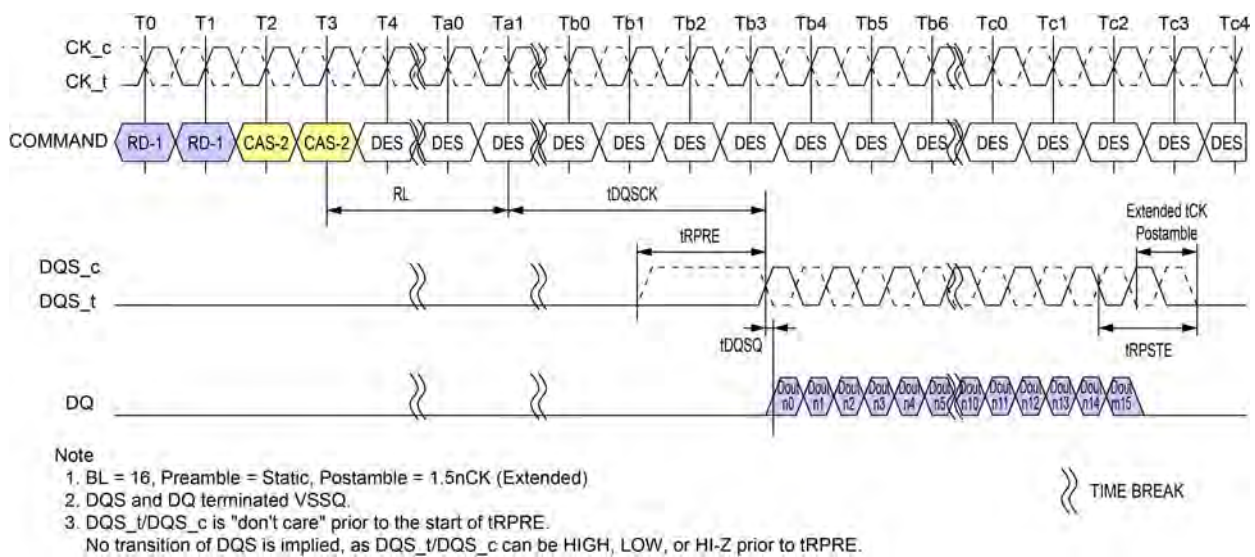 T0 T1 T2 T3 T4 Ta0 Ta1 Tb0 Tb1 Tb2 Tb3 Tb4 Tb5 Tb6 Tc0 Tc1 Tc2 Tc3 Tc4
CK_c
CK_t
COMMAND RD-1 RD-1 CAS-2 CAS-2 DES DES DES DES DES DES DES DES DES DES DES DES DES DES DES
RL tDQSCK
Extended tCK
Postamble
tRPRE
DQS_c
DQS_t
tDQSQ
tRPSTE
DQ
Dout Dout Dout Dout Dout Dout Dout Dout Dout Dout Dout Dout
n0 n1 n2 n3 n4 n5 n10 n11 n12 n13 n14 m15
Note
1. BL = 16, Preamble = Static, Postamble = 1.5nCK (Extended)
2. DQS and DQ terminated VSSQ.
3. DQS_t/DQS_c is "don't care" prior to the start of tRPRE.
No transition of DQS is implied, as DQS_t/DQS_c can be HIGH, LOW, or HI-Z prior to tRPRE.
TIME BREAK